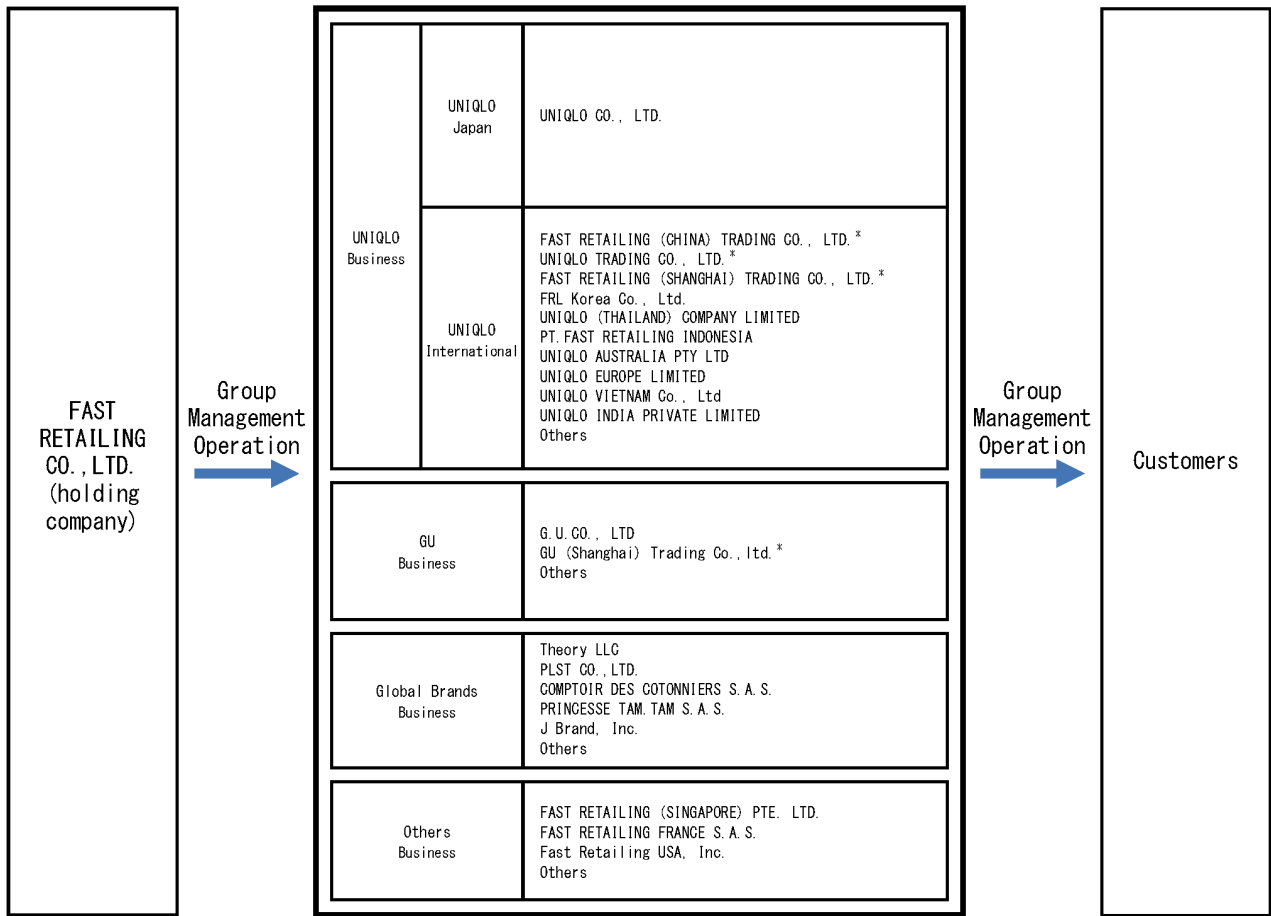 FAST
RETAILING
CO.,LTD.
(holding
company)
Group
Management
Operation
UNIQLO
Business
UNIQLO
Japan
UNIQLO CO., LTD.
UNIQLO
International
FAST RETAILING (CHINA) TRADING CO., LTD.*
UNIQLO TRADING CO., LTD.*
FAST RETAILING (SHANGHAI) TRADING CO., LTD.*
FRL Korea Co., Ltd.
UNIQLO (THAILAND) COMPANY LIMITED
PT.FAST RETAILING INDONESIA
UNIQLO AUSTRALIA PTY LTD
UNIQLO EUROPE LIMITED
UNIQLO VIETNAM Co., Ltd
UNIQLO INDIA PRIVATE LIMITED
Others
GU
Business
G.U.CO., LTD
GU (Shanghai) Trading Co.,ltd.*
Others
Global Brands
Business
Theory LLC
PLST CO.,LTD.
COMPTOIR DES COTONNIERS S.A.S.
PRINCESSE TAM.TAM S.A.S.
J Brand, Inc.
Others
Others
Business
FAST RETAILING (SINGAPORE) PTE. LTD.
FAST RETAILING FRANCE S.A.S.
Fast Retailing USA, Inc.
Others
Group
Management
Operation
Customers